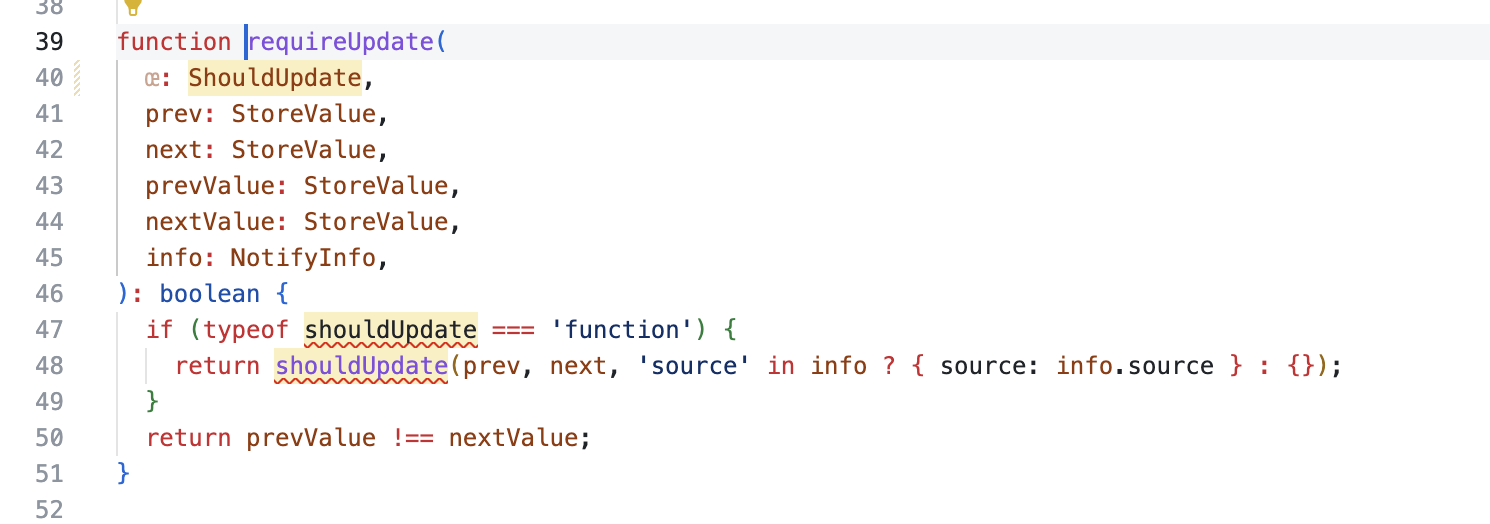 38
39 function requireUpdate(
40 œ: ShouldUpdate,
41 prev: StoreValue,
42 next: StoreValue,
43 prevValue: StoreValue,
44 nextValue: StoreValue,
45 info: NotifyInfo,
46 ): boolean {
47 if (typeof shouldUpdate === 'function') {
48 return shouldUpdate(prev, next, 'source' in info ? { source: info.source } : {});
49 }
50 return prevValue !== nextValue;
51 }
52